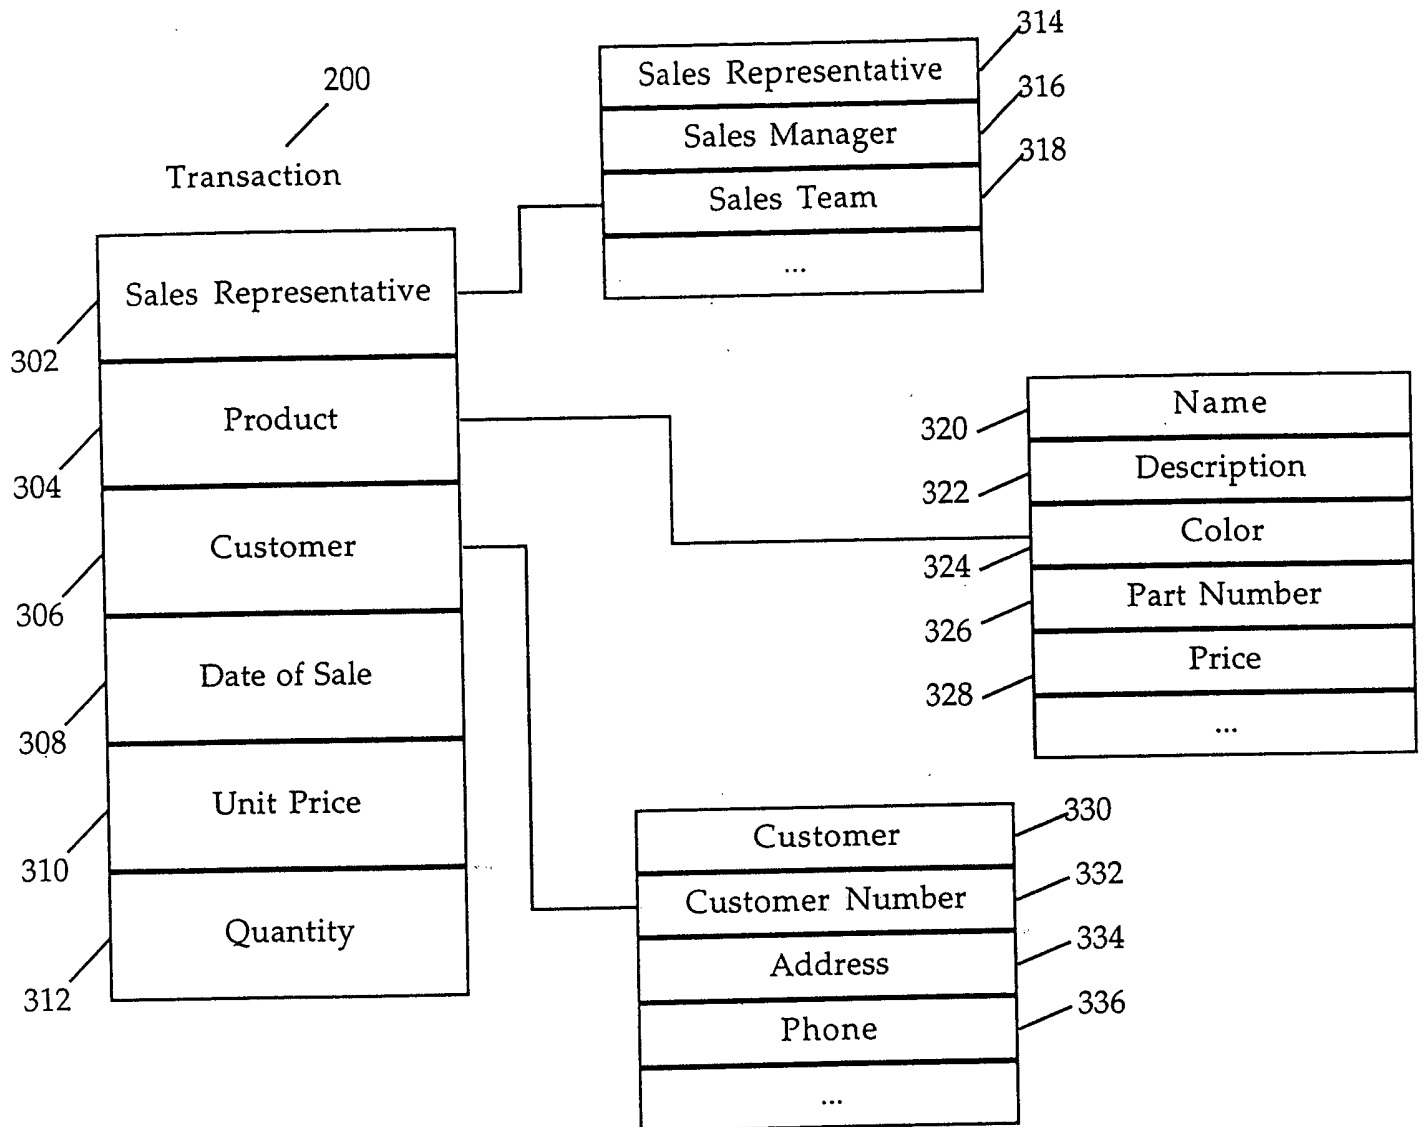 200
Transaction
Sales Representative
302
Product
304
Customer
306
Date of Sale
308
Unit Price
310
Quantity
312
Sales Representative
314
Sales Manager
316
Sales Team
318
...
Name
320
Description
322
Color
324
Part Number
326
Price
328
...
Customer
330
Customer Number
332
Address
334
Phone
336
...